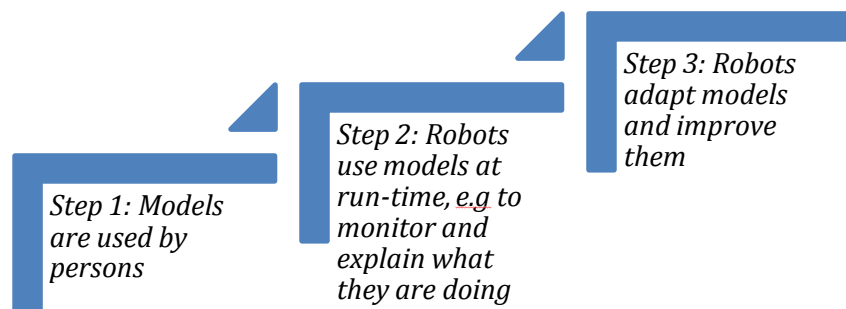 Step 1: Models
are used by
persons
Step 2: Robots
use models at
run-time, e.g to
monitor and
explain what
they are doing
Step 3: Robots
adapt models
and improve
them